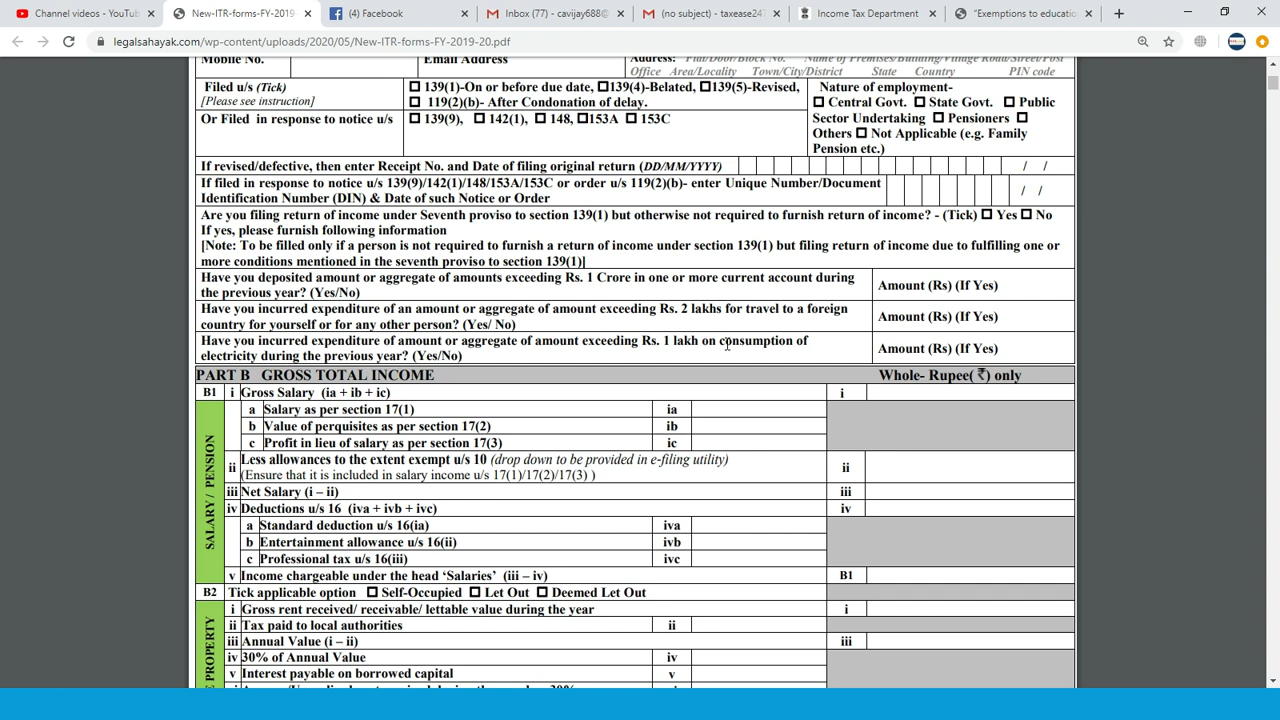 Channel videos - YouTu
New-ITR-forms-FY-2019-
(4) Facebook
Inbox (77) - cavijay688@
(no subject) - taxease247
Income Tax Department
"Exemptions to educatio
legalsahayak.com/wp-content/uploads/2020/05/New-ITR-forms-FY-2019-20.pdf
Mobile No.
Email Address
Address:
Office Area/Locality Town/City/District State Country PIN code
Filed u/s (Tick)
[Please see instruction]
139(1)-On or before due date, 139(4)-Belated, 139(5)-Revised,
119(2)(b)- After Condonation of delay.
Nature of employment-
Central Govt. State Govt. Public
Sector Undertaking Pensioners
Others Not Applicable (e.g. Family
Pension etc.)
Or Filed in response to notice u/s
139(9), 142(1), 148, 153A 153C
If revised/defective, then enter Receipt No. and Date of filing original return (DD/MM/YYYY)
/ /
If filed in response to notice u/s 139(9)/142(1)/148/153A/153C or order u/s 119(2)(b)- enter Unique Number/Document
Identification Number (DIN) & Date of such Notice or Order
/ /
Are you filing return of income under Seventh proviso to section 139(1) but otherwise not required to furnish return of income? - (Tick) Yes No
If yes, please furnish following information
[Note: To be filled only if a person is not required to furnish a return of income under section 139(1) but filing return of income due to fulfilling one or
more conditions mentioned in the seventh proviso to section 139(1)]
Have you deposited amount or aggregate of amounts exceeding Rs. 1 Crore in one or more current account during
the previous year? (Yes/No)
Amount (Rs) (If Yes)
Have you incurred expenditure of an amount or aggregate of amount exceeding Rs. 2 lakhs for travel to a foreign
country for yourself or for any other person? (Yes/ No)
Amount (Rs) (If Yes)
Have you incurred expenditure of amount or aggregate of amount exceeding Rs. 1 lakh on consumption of
electricity during the previous year? (Yes/No)
Amount (Rs) (If Yes)
PART B GROSS TOTAL INCOME Whole- Rupee( ₹) only
B1 i Gross Salary (ia + ib + ic) i
SALARY / PENSION
a Salary as per section 17(1) ia
b Value of perquisites as per section 17(2) ib
c Profit in lieu of salary as per section 17(3) ic
ii Less allowances to the extent exempt u/s 10 (drop down to be provided in e-filing utility)
(Ensure that it is included in salary income u/s 17(1)/17(2)/17(3) )
ii
iii Net Salary (i – ii) iii
iv Deductions u/s 16 (iva + ivb + ivc) iv
a Standard deduction u/s 16(ia) iva
b Entertainment allowance u/s 16(ii) ivb
c Professional tax u/s 16(iii) ivc
v Income chargeable under the head ‘Salaries’ (iii – iv) B1
B2 Tick applicable option Self-Occupied Let Out Deemed Let Out
PROPERTY
i Gross rent received/ receivable/ lettable value during the year i
ii Tax paid to local authorities ii
iii Annual Value (i – ii) iii
iv 30% of Annual Value iv
v Interest payable on borrowed capital v